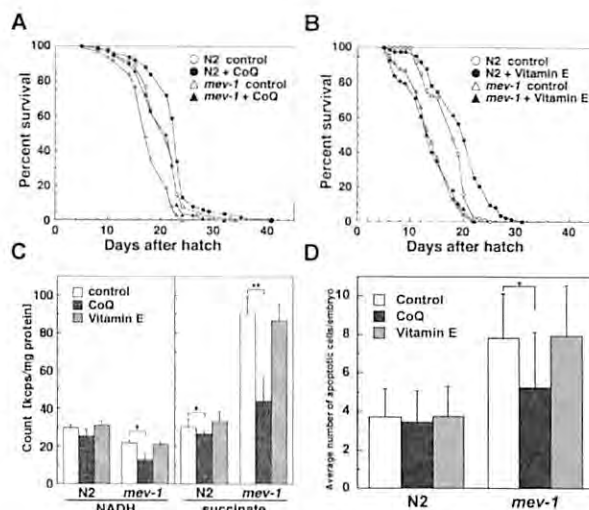 A
Percent survival
100
80
60
40
20
0
0 10 20 30 40
Days after hatch
N2 control
N2 + CoQ
mev-1 control
mev-1 + CoQ
B
Percent survival
100
80
60
40
20
0
0 10 20 30 40
Days after hatch
N2 control
N2 + Vitamin E
mev-1 control
mev-1 + Vitamin E
C
Count [kcps/mg protein]
100
80
60
40
20
0
control
CoQ
Vitamin E
*
*
**
N2 mev-1 N2 mev-1
NADH succinate
D
Average number of apoptotic cells/embryo
10
8
6
4
2
0
Control
CoQ
Vitamin E
*
N2 mev-1